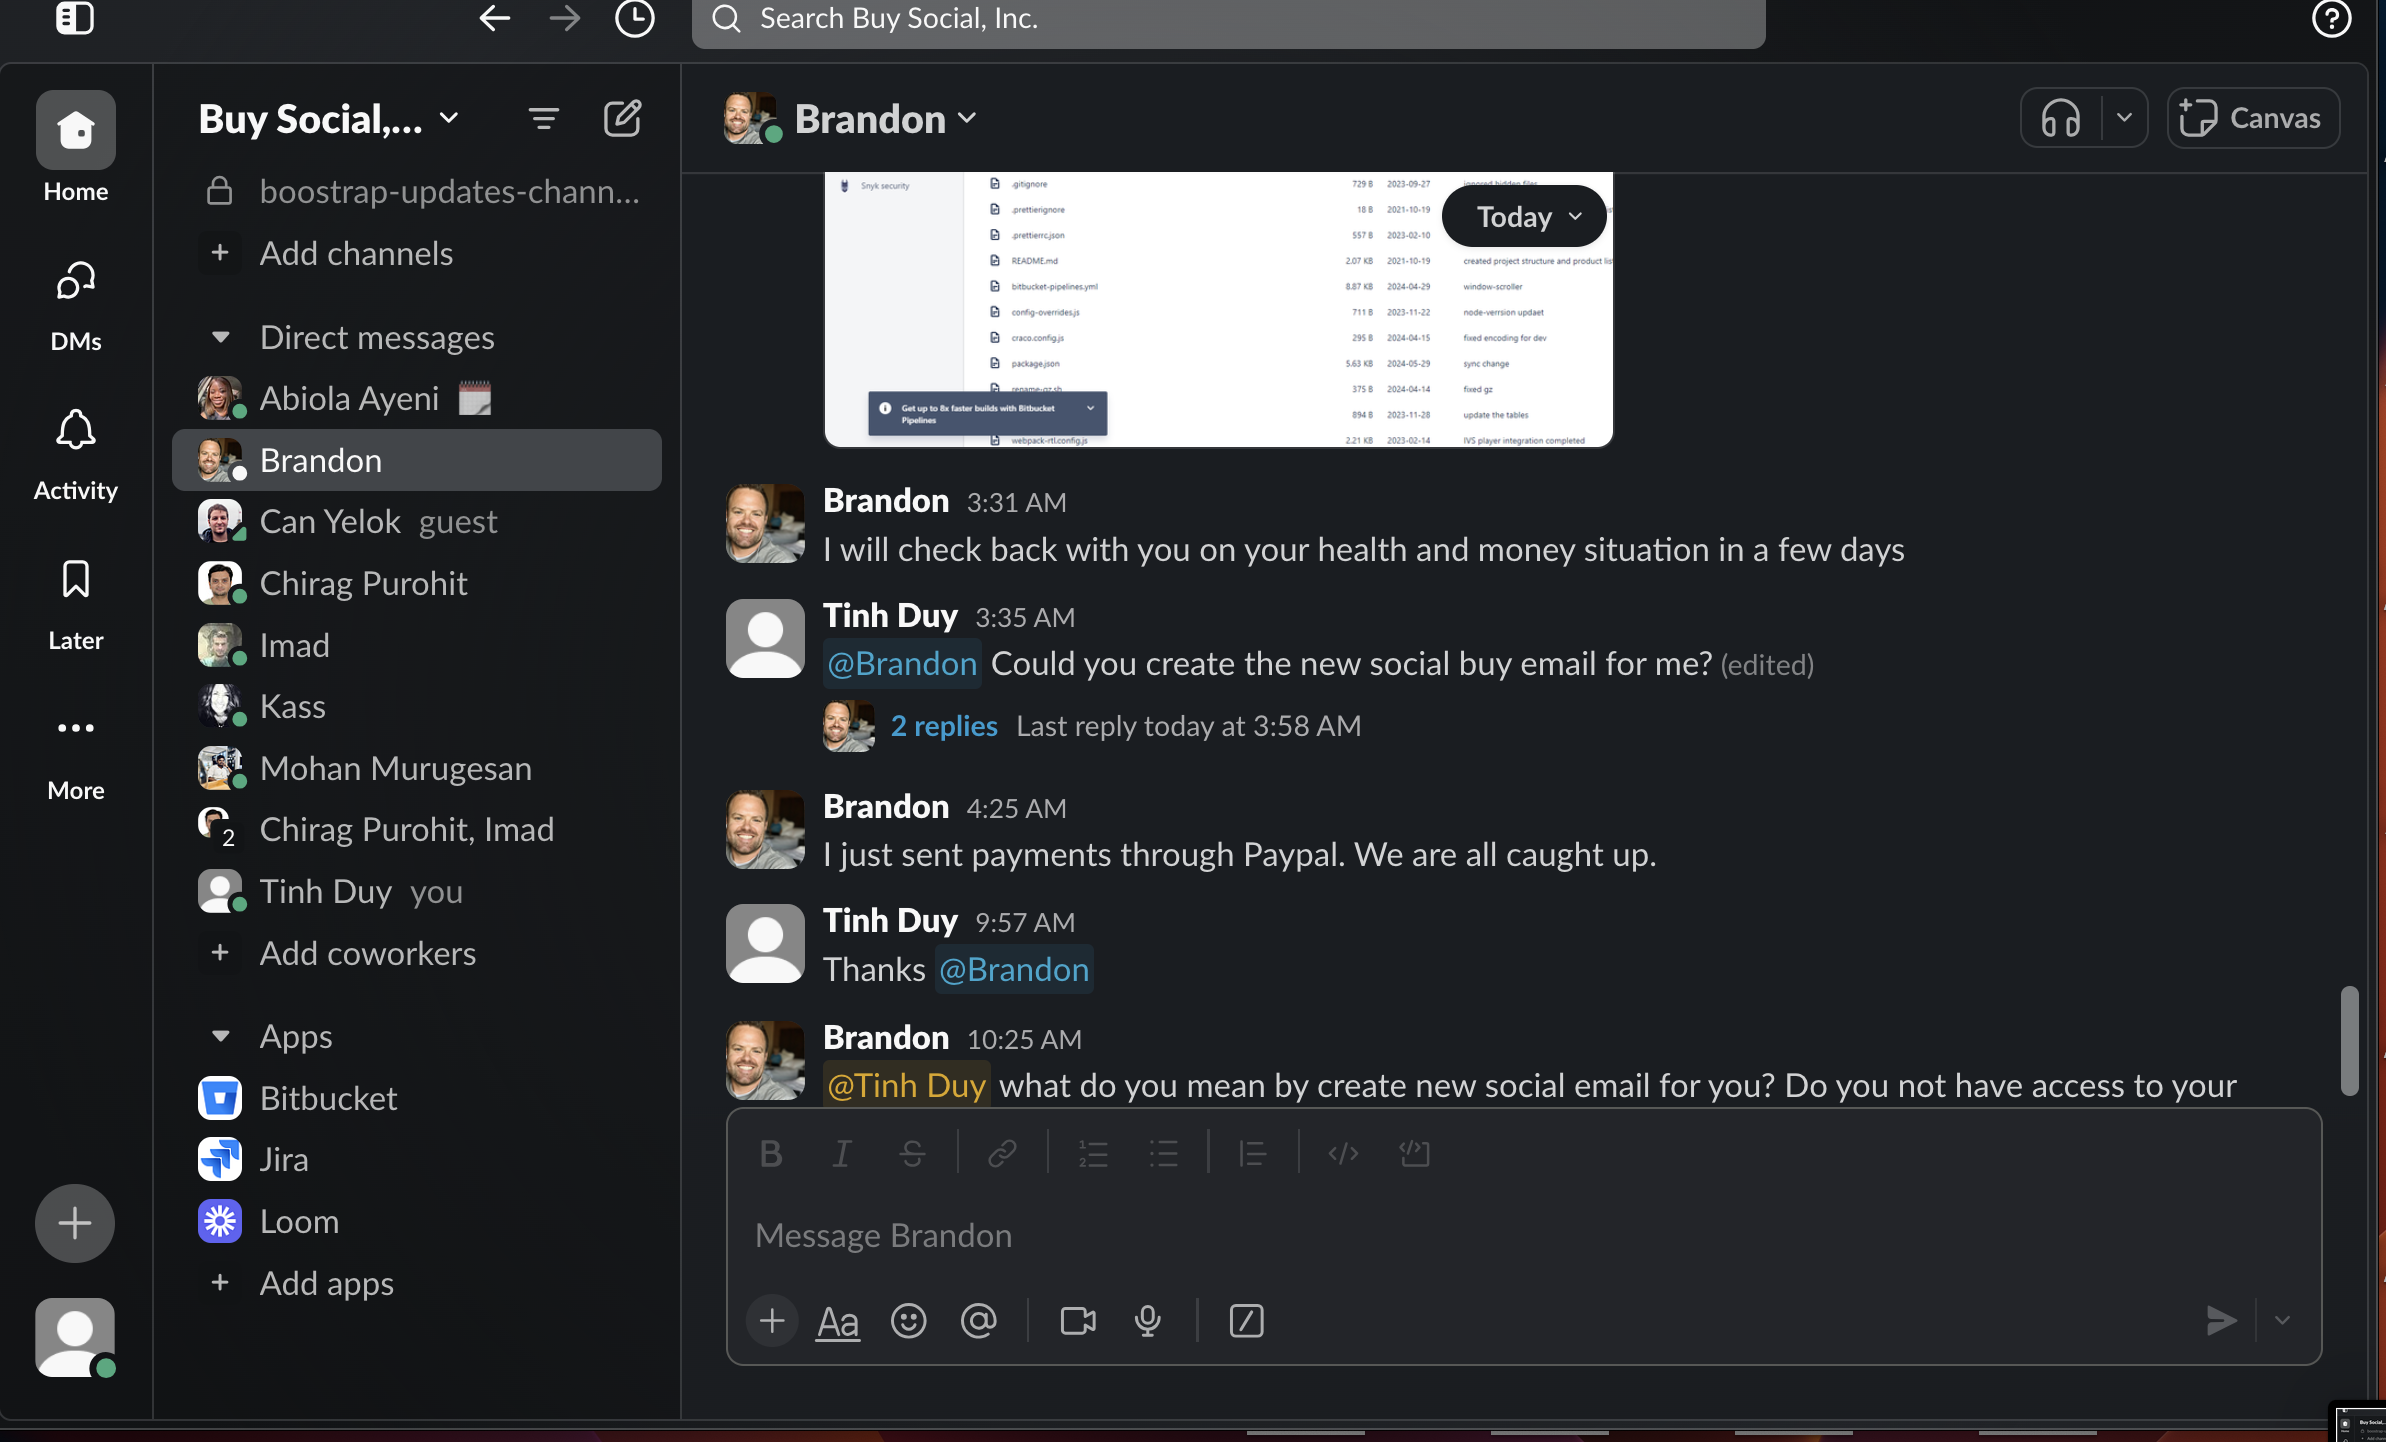 Search Buy Social, Inc.
Home
DMs
Activity
Later
More
Buy Social,...
boostrap-updates-chann...
Add channels
Direct messages
Abiola Ayeni
Brandon
Can Yelok guest
Chirag Purohit
Imad
Kass
Mohan Murugesan
2 Chirag Purohit, Imad
Tinh Duy you
Add coworkers
Apps
Bitbucket
Jira
Loom
Add apps
Brandon
Canvas
Today
Snyk security
.gitignore 729 B 2023-09-27 ignored hidden files
.prettierignore 18 B 2021-10-19
.prettierrc.json 557 B 2023-02-10
README.md 2.07 KB 2021-10-19 created project structure and product lis
bitbucket-pipelines.yml 8.87 KB 2024-04-29 window-scroller
config-overrides.js 711 B 2023-11-22 node-verrsion updaet
craco.config.js 295 B 2024-04-15 fixed encoding for dev
package.json 5.63 KB 2024-05-29 sync change
rename-gz.sh 375 B 2024-04-14 fixed gz
894 B 2023-11-28 update the tables
webpack-rtl.config.js 2.21 KB 2023-02-14 IVS player integration completed
Get up to 8x faster builds with Bitbucket
Pipelines
Brandon 3:31 AM
I will check back with you on your health and money situation in a few days
Tinh Duy 3:35 AM
@Brandon Could you create the new social buy email for me? (edited)
2 replies Last reply today at 3:58 AM
Brandon 4:25 AM
I just sent payments through Paypal. We are all caught up.
Tinh Duy 9:57 AM
Thanks @Brandon
Brandon 10:25 AM
@Tinh Duy what do you mean by create new social email for you? Do you not have access to your
Message Brandon
Aa